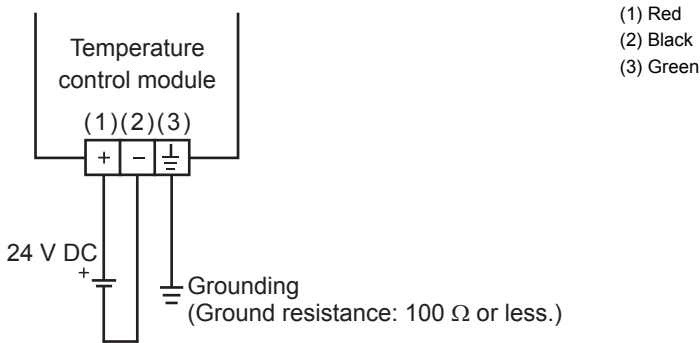 (1) Red
(2) Black
(3) Green
Temperature
control module
(1)(2)(3)
+ −
24 V DC
+
Grounding
(Ground resistance: 100 Ω or less.)